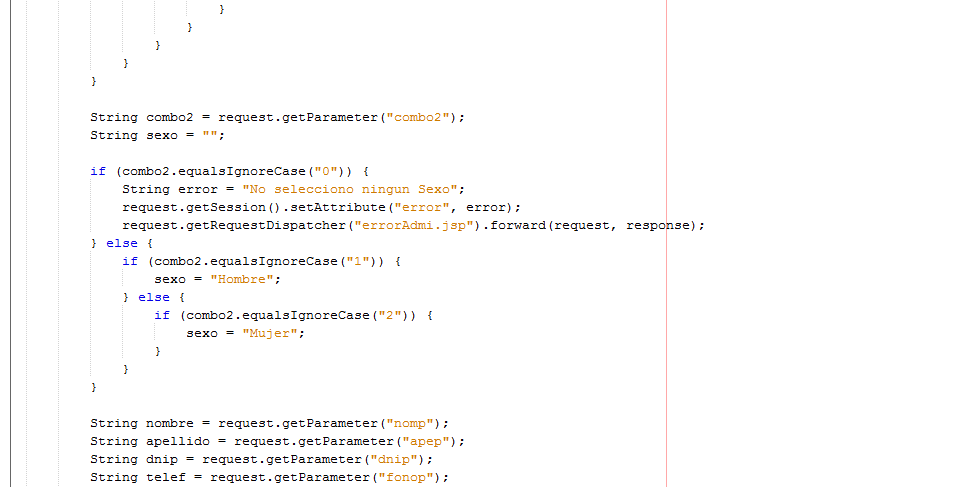 }
}
}
}
}
String combo2 = request.getParameter("combo2");
String sexo = "";
if (combo2.equalsIgnoreCase("0")) {
String error = "No selecciono ningun Sexo";
request.getSession().setAttribute("error", error);
request.getRequestDispatcher("errorAdmi.jsp").forward(request, response);
} else {
if (combo2.equalsIgnoreCase("1")) {
sexo = "Hombre";
} else {
if (combo2.equalsIgnoreCase("2")) {
sexo = "Mujer";
}
}
}
String nombre = request.getParameter("nomp");
String apellido = request.getParameter("apep");
String dnip = request.getParameter("dnip");
String telef = request.getParameter("fonop");